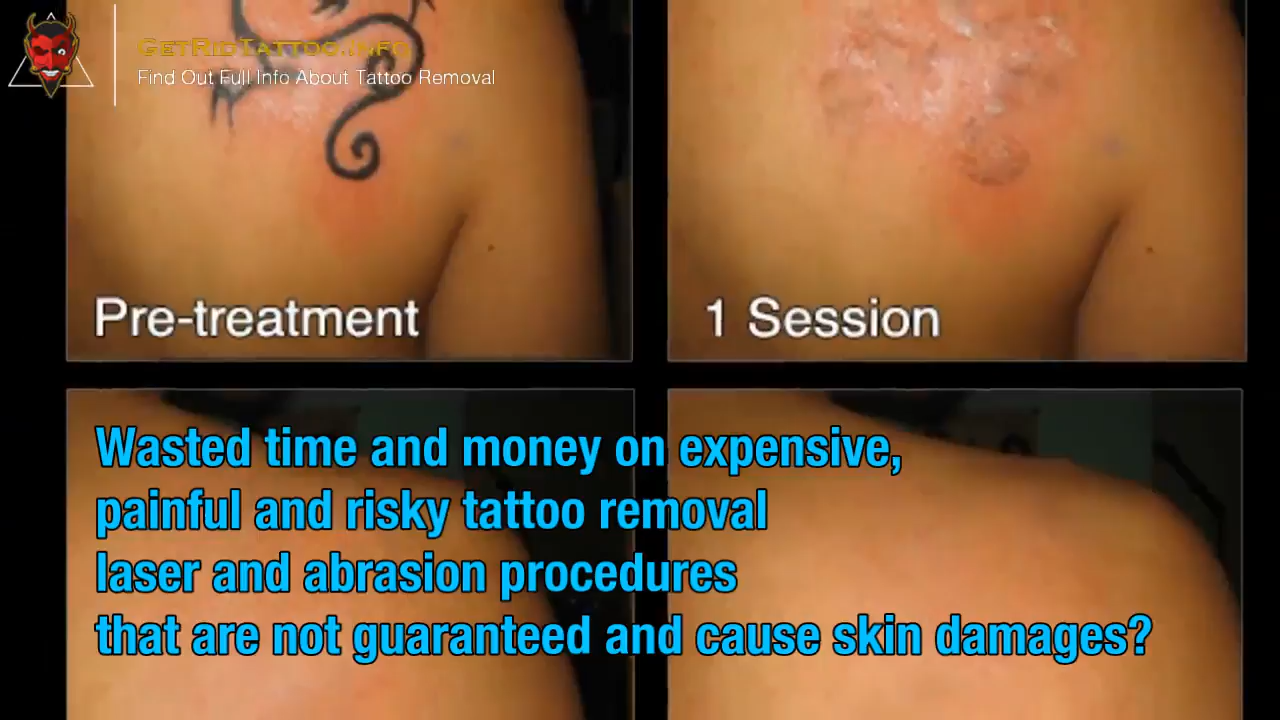 GetRidTattoo.Info
Find Out Full Info About Tattoo Removal
Pre-treatment
1 Session
Wasted time and money on expensive,
painful and risky tattoo removal
laser and abrasion procedures
that are not guaranteed and cause skin damages?